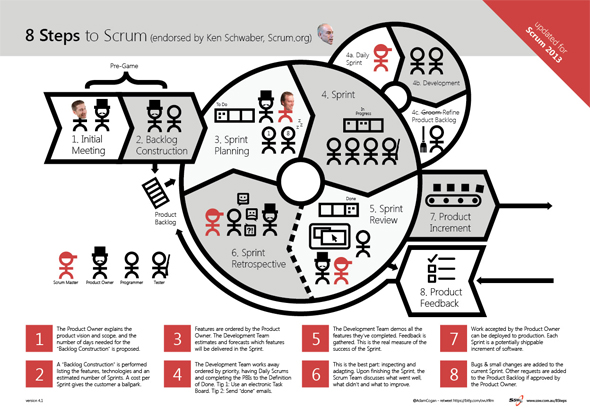 8 Steps to Scrum (endorsed by Ken Schwaber, Scrum.org)
updated for
Scrum 2013
Pre-Game
1. Initial
Meeting
2. Backlog
Construction
Product
Backlog
To Do
3. Sprint
Planning
4. Sprint
In
Progress
4a. Daily
Sprint
4b. Development
4c. Groom Refine
Product Backlog
Done
5. Sprint
Review
6. Sprint
Retrospective
7. Product
Increment
8. Product
Feedback
Scrum Master
Product Owner
Programmer
Tester
1
The Product Owner explains the
product vision and scope, and the
number of days needed for the
"Backlog Construction" is proposed.
2
A "Backlog Construction" is performed
listing the features, technologies and an
estimated number of Sprints. A cost per
Sprint gives the customer a ballpark.
3
Features are ordered by the Product
Owner. The Development Team
estimates and forecasts which features
will be delivered in the Sprint.
4
The Development Team works away
ordered by priority, having Daily Scrums
and completing the PBIs to the Definition
of Done. Tip 1: Use an electronic Task
Board. Tip 2: Send "done" emails.
5
The Development Team demos all the
features they've completed. Feedback is
gathered. This is the real measure of the
success of the Sprint.
6
This is the best part: inspecting and
adapting. Upon finishing the Sprint, the
Scrum Team discusses what went well,
what didn't and what to improve.
7
Work accepted by the Product Owner
can be deployed to production. Each
Sprint is a potentially shippable
increment of software.
8
Bugs & small changes are added to the
current Sprint. Other requests are added
to the Product Backlog if approved by
the Product Owner.
version 4.1